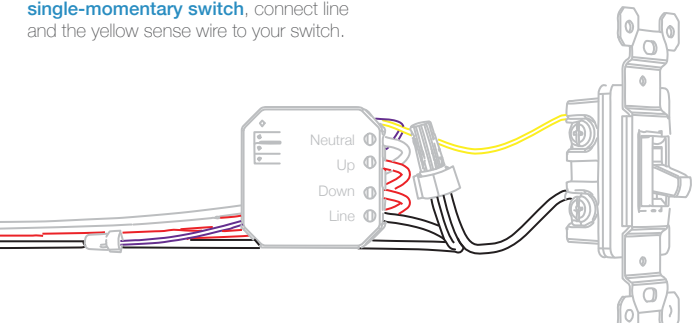 single-momentary switch, connect line
and the yellow sense wire to your switch.
Neutral
Up
Down
Line